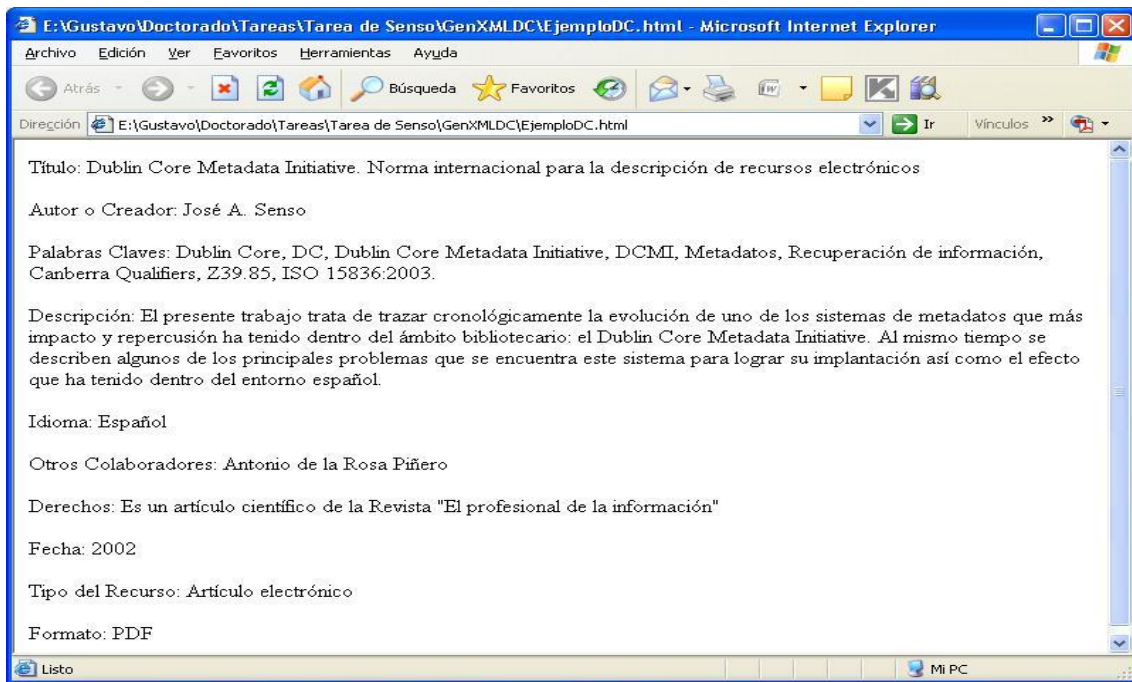 E:\Gustavo\Doctorado\Tareas\Tarea de Senso\GenXMLDC\EjemploDC.html - Microsoft Internet Explorer
Archivo Edición Ver Favoritos Herramientas Ayuda
Atrás Búsqueda Favoritos
Dirección E:\Gustavo\Doctorado\Tareas\Tarea de Senso\GenXMLDC\EjemploDC.html Ir Vínculos »
Título: Dublin Core Metadata Initiative. Norma internacional para la descripción de recursos electrónicos
Autor o Creador: José A. Senso
Palabras Claves: Dublin Core, DC, Dublin Core Metadata Initiative, DCMI, Metadatos, Recuperación de información,
Canberra Qualifiers, Z39.85, ISO 15836:2003.
Descripción: El presente trabajo trata de trazar cronológicamente la evolución de uno de los sistemas de metadatos que más
impacto y repercusión ha tenido dentro del ámbito bibliotecario: el Dublin Core Metadata Initiative. Al mismo tiempo se
describen algunos de los principales problemas que se encuentra este sistema para lograr su implantación así como el efecto
que ha tenido dentro del entorno español.
Idioma: Español
Otros Colaboradores: Antonio de la Rosa Piñero
Derechos: Es un artículo científico de la Revista "El profesional de la información"
Fecha: 2002
Tipo del Recurso: Artículo electrónico
Formato: PDF
Listo Mi PC